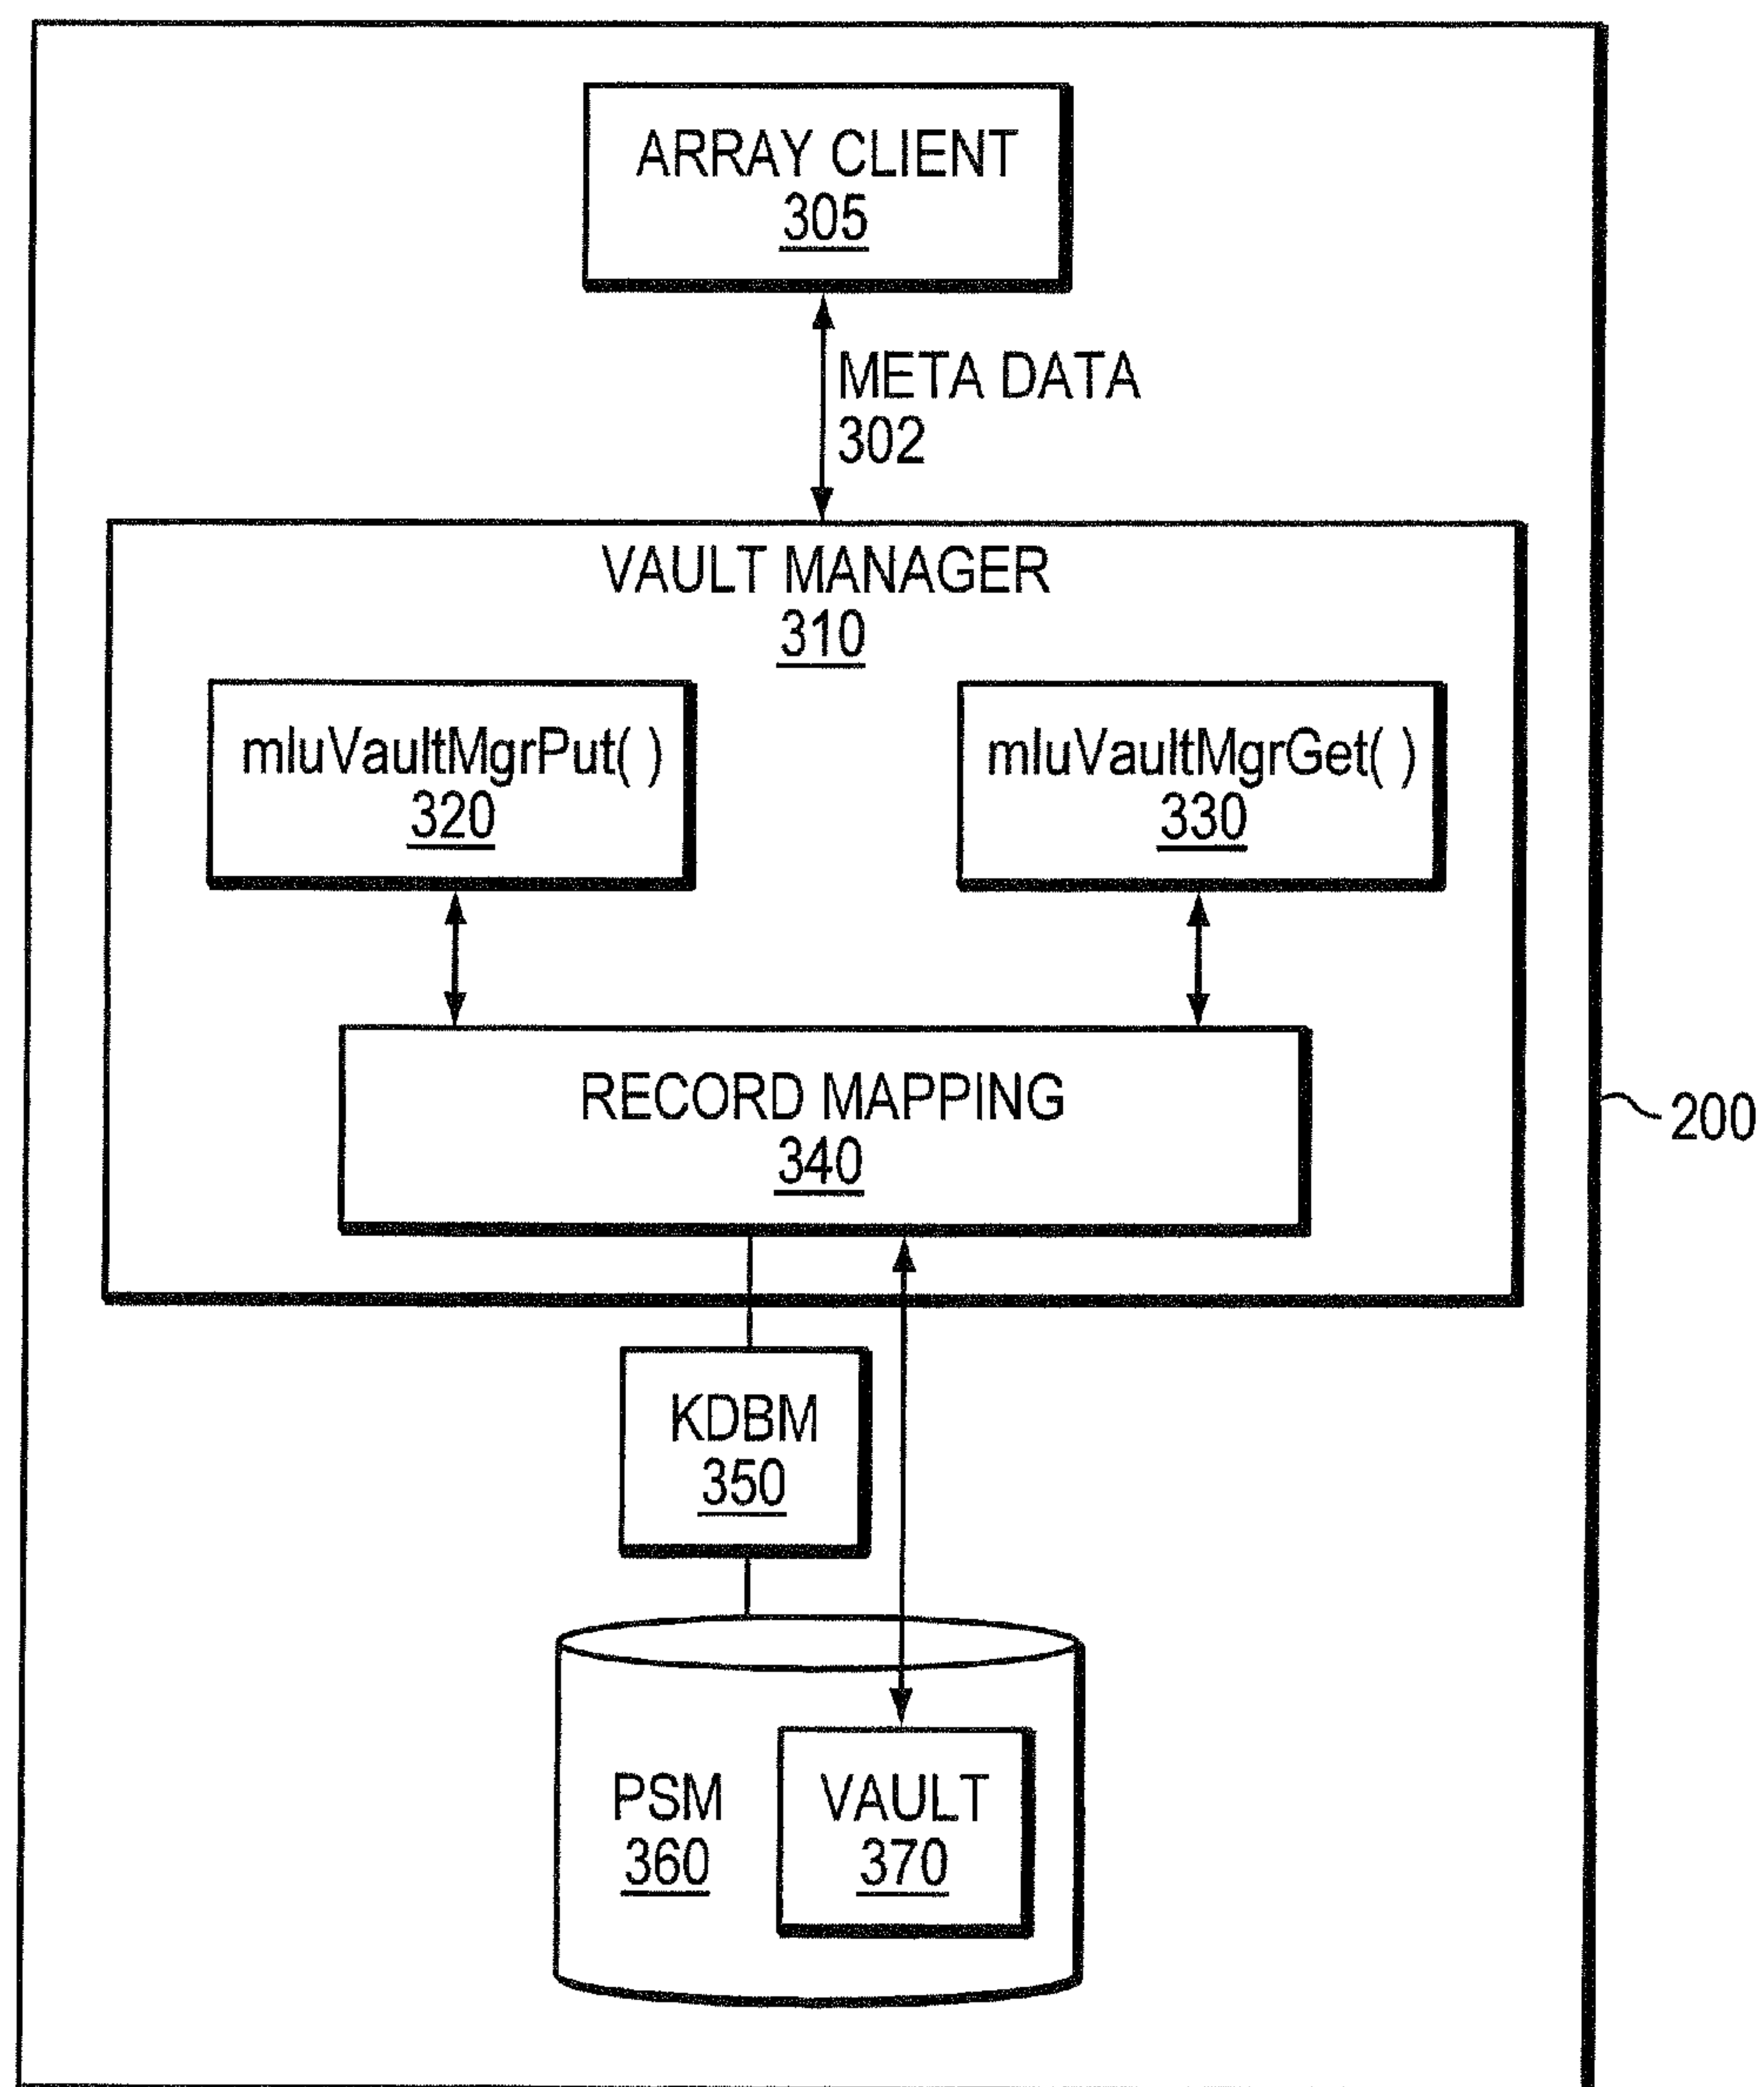 ARRAY CLIENT
305
META DATA
302
VAULT MANAGER
310
mluVaultMgrPut( )
320
mluVaultMgrGet( )
330
RECORD MAPPING
340
200
KDBM
350
PSM
360
VAULT
370